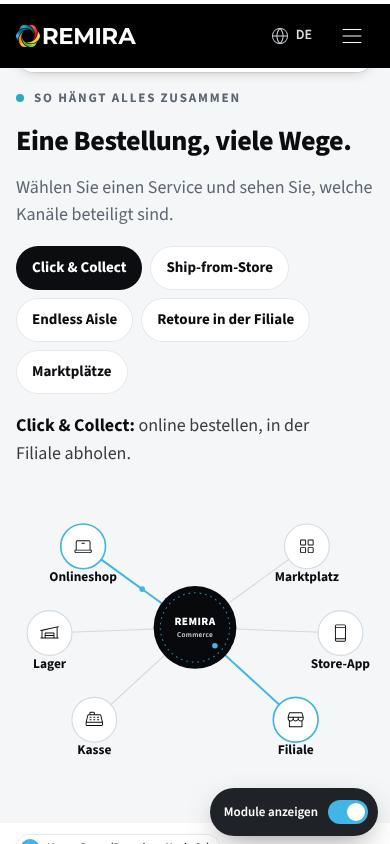 REMIRA
DE
SO HÄNGT ALLES ZUSAMMEN
Eine Bestellung, viele Wege.
Wählen Sie einen Service und sehen Sie, welche
Kanäle beteiligt sind.
Click & Collect
Ship-from-Store
Endless Aisle
Retoure in der Filiale
Marktplätze
Click & Collect: online bestellen, in der
Filiale abholen.
Onlineshop
Marktplatz
REMIRA
Commerce
Lager
Store-App
Kasse
Filiale
Module anzeigen